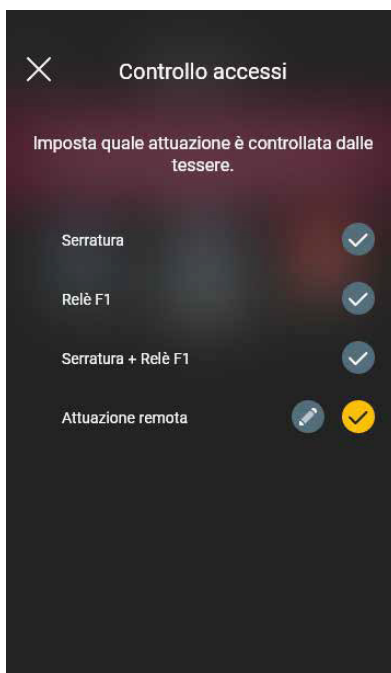 Controllo accessi
Imposta quale attuazione è controllata dalle
tessere.
Serratura
Relè F1
Serratura + Relè F1
Attuazione remota